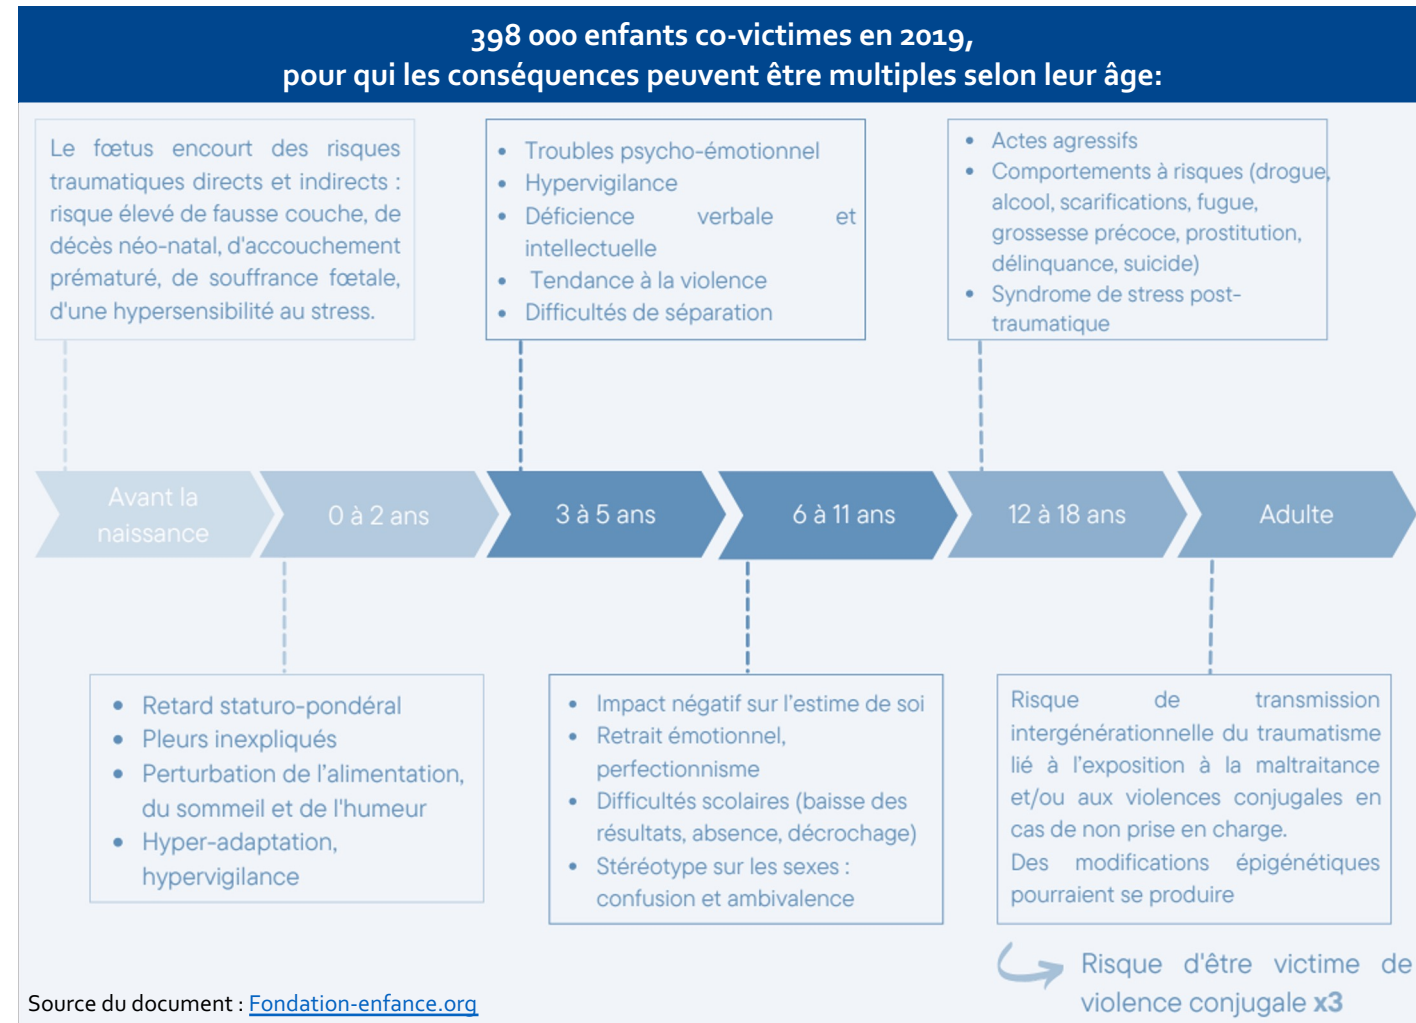 398 000 enfants co-victimes en 2019,
pour qui les conséquences peuvent être multiples selon leur âge:
Le fœtus encourt des risques
traumatiques directs et indirects :
risque élevé de fausse couche, de
décès néo-natal, d'accouchement
prématuré, de souffrance fœtale,
d'une hypersensibilité au stress.
• Troubles psycho-émotionnel
• Hypervigilance
• Déficience verbale et
intellectuelle
• Tendance à la violence
• Difficultés de séparation
• Actes agressifs
• Comportements à risques (drogue,
alcool, scarifications, fugue,
grossesse précoce, prostitution,
délinquance, suicide)
• Syndrome de stress post-
traumatique
Avant la
naissance
0 à 2 ans
3 à 5 ans
6 à 11 ans
12 à 18 ans
Adulte
• Retard staturo-pondéral
• Pleurs inexpliqués
• Perturbation de l'alimentation,
du sommeil et de l'humeur
• Hyper-adaptation,
hypervigilance
• Impact négatif sur l'estime de soi
• Retrait émotionnel,
perfectionnisme
• Difficultés scolaires (baisse des
résultats, absence, décrochage)
• Stéréotype sur les sexes :
confusion et ambivalence
Risque de transmission
intergénérationnelle du traumatisme
lié à l'exposition à la maltraitance
et/ou aux violences conjugales en
cas de non prise en charge.
Des modifications épigénétiques
pourraient se produire
Risque d'être victime de
violence conjugale x3
Source du document : Fondation-enfance.org